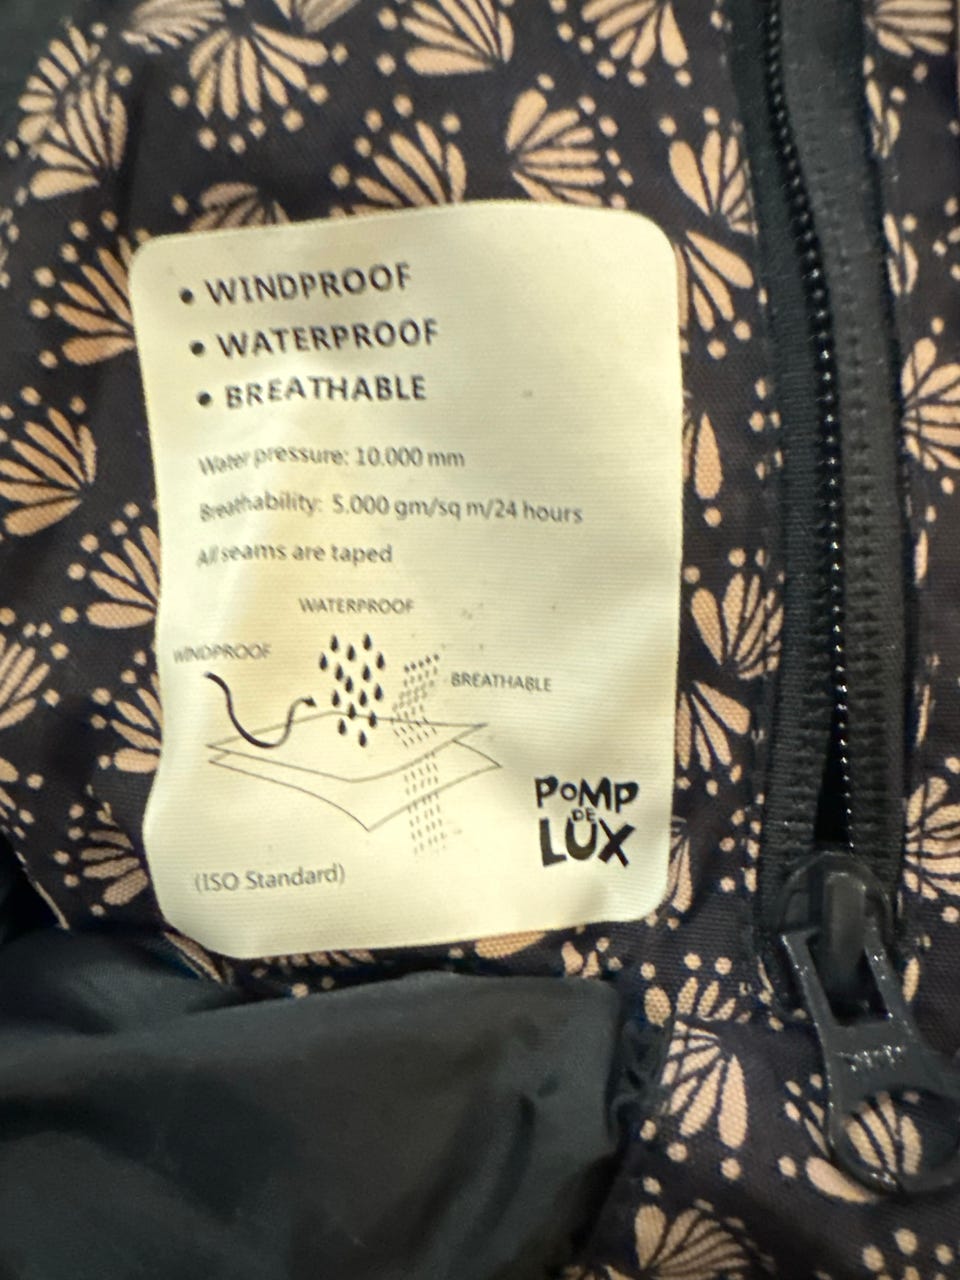 • WINDPROOF
• WATERPROOF
• BREATHABLE
Water pressure: 10.000 mm
Breathability: 5.000 gm/sq m/24 hours
All seams are taped
WATERPROOF
WINDPROOF
BREATHABLE
POMP
DE
LUX
(ISO Standard)